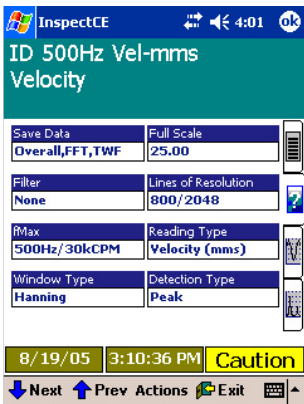 InspectCE 4:01 ok
ID 500Hz Vel-mms
Velocity
Save Data Full Scale
Overall,FFT,TWF 25.00
Filter Lines of Resolution
None 800/2048
fMax Reading Type
500Hz/30kCPM Velocity (mms)
Window Type Detection Type
Hanning Peak
8/19/05 3:10:36 PM Caution
Next Prev Actions Exit